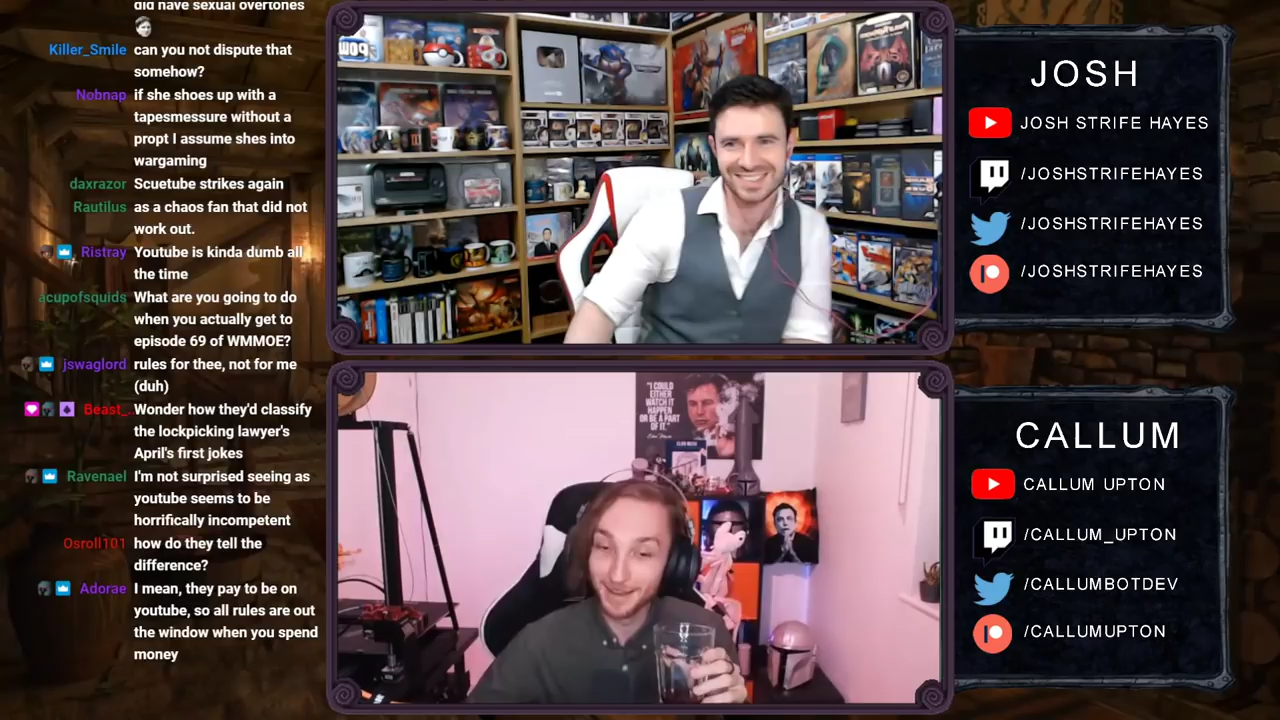 did have sexual overtones
Killer_Smile can you not dispute that
somehow?
Nobnap if she shoes up with a
tapesmessure without a
propt I assume shes into
wargaming
daxrazor Scuetube strikes again
Rautilus as a chaos fan that did not
work out.
Ristray Youtube is kinda dumb all
the time
acupofsquids What are you going to do
when you actually get to
episode 69 of WMMOE?
jswaglord rules for thee, not for me
(duh)
Beast_... Wonder how they'd classify
the lockpicking lawyer's
April's first jokes
Ravenael I'm not surprised seeing as
youtube seems to be
horrifically incompetent
Osroll101 how do they tell the
difference?
Adorae I mean, they pay to be on
youtube, so all rules are out
the window when you spend
money
"I COULD
EITHER
WATCH IT
HAPPEN
OR BE A PART
OF IT."
JOSH
JOSH STRIFE HAYES
/JOSHSTRIFEHAYES
/JOSHSTRIFEHAYES
/JOSHSTRIFEHAYES
CALLUM
CALLUM UPTON
/CALLUM_UPTON
/CALLUMBOTDEV
/CALLUMUPTON